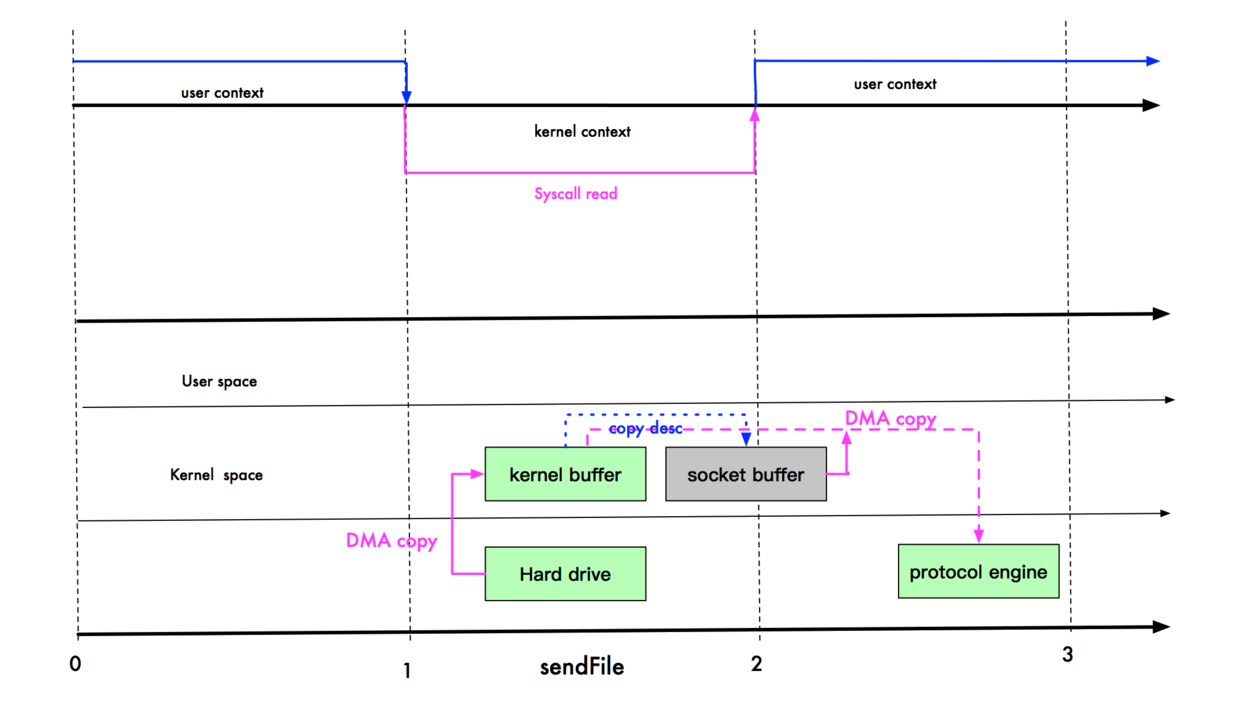 user context
user context
kernel context
Syscall read
User space
copy desc
DMA copy
Kernel space
kernel buffer
socket buffer
DMA copy
Hard drive
protocol engine
0
1
sendFile
2
3